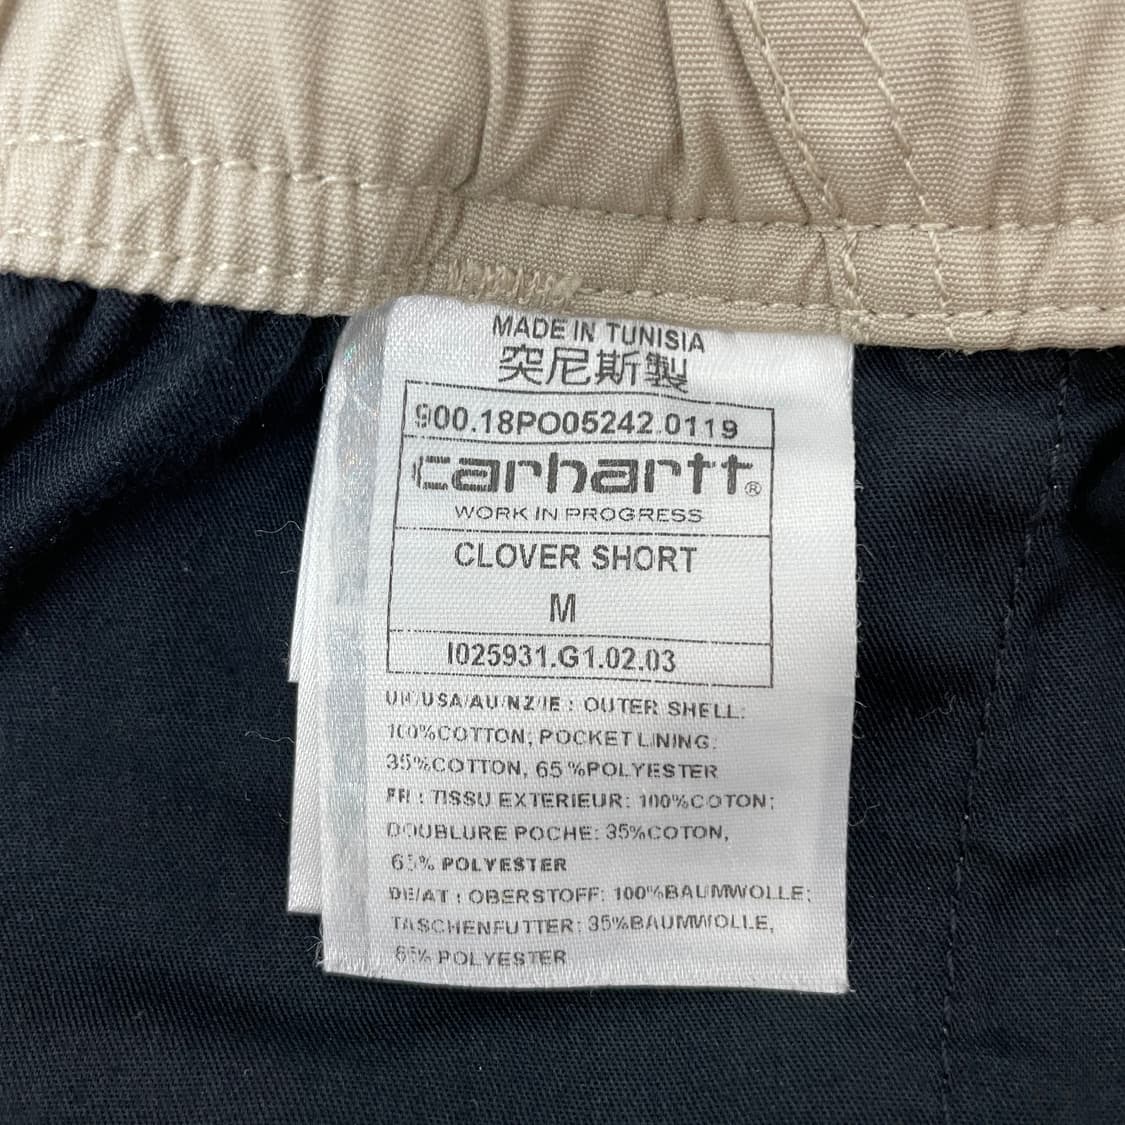 MADE IN TUNISIA
突尼斯製
900.18PO05242.0119
carhartt®
WORK IN PROGRESS
CLOVER SHORT
M
I025931.G1.02.03
UK/USA/AU/NZ/IE : OUTER SHELL:
100%COTTON; POCKET LINING:
35%COTTON, 65%POLYESTER
FR : TISSU EXTERIEUR: 100%COTON;
DOUBLURE POCHE: 35%COTON,
65% POLYESTER
DE/AT : OBERSTOFF: 100%BAUMWOLLE;
TASCHENFUTTER: 35%BAUMWOLLE,
65% POLYESTER